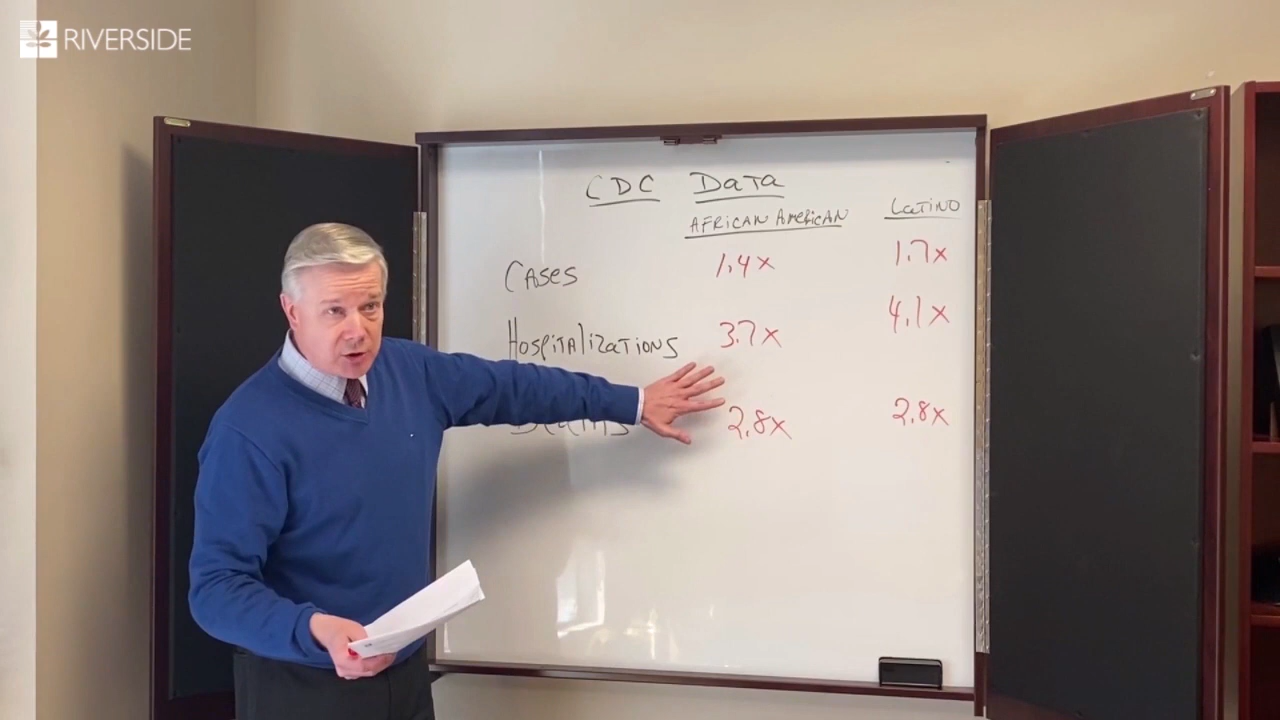 RIVERSIDE
CDC Data
AFRICAN AMERICAN Latino
Cases 1.4x 1.7x
Hospitalizations 3.7x 4.1x
Deaths 2.8x 2.8x